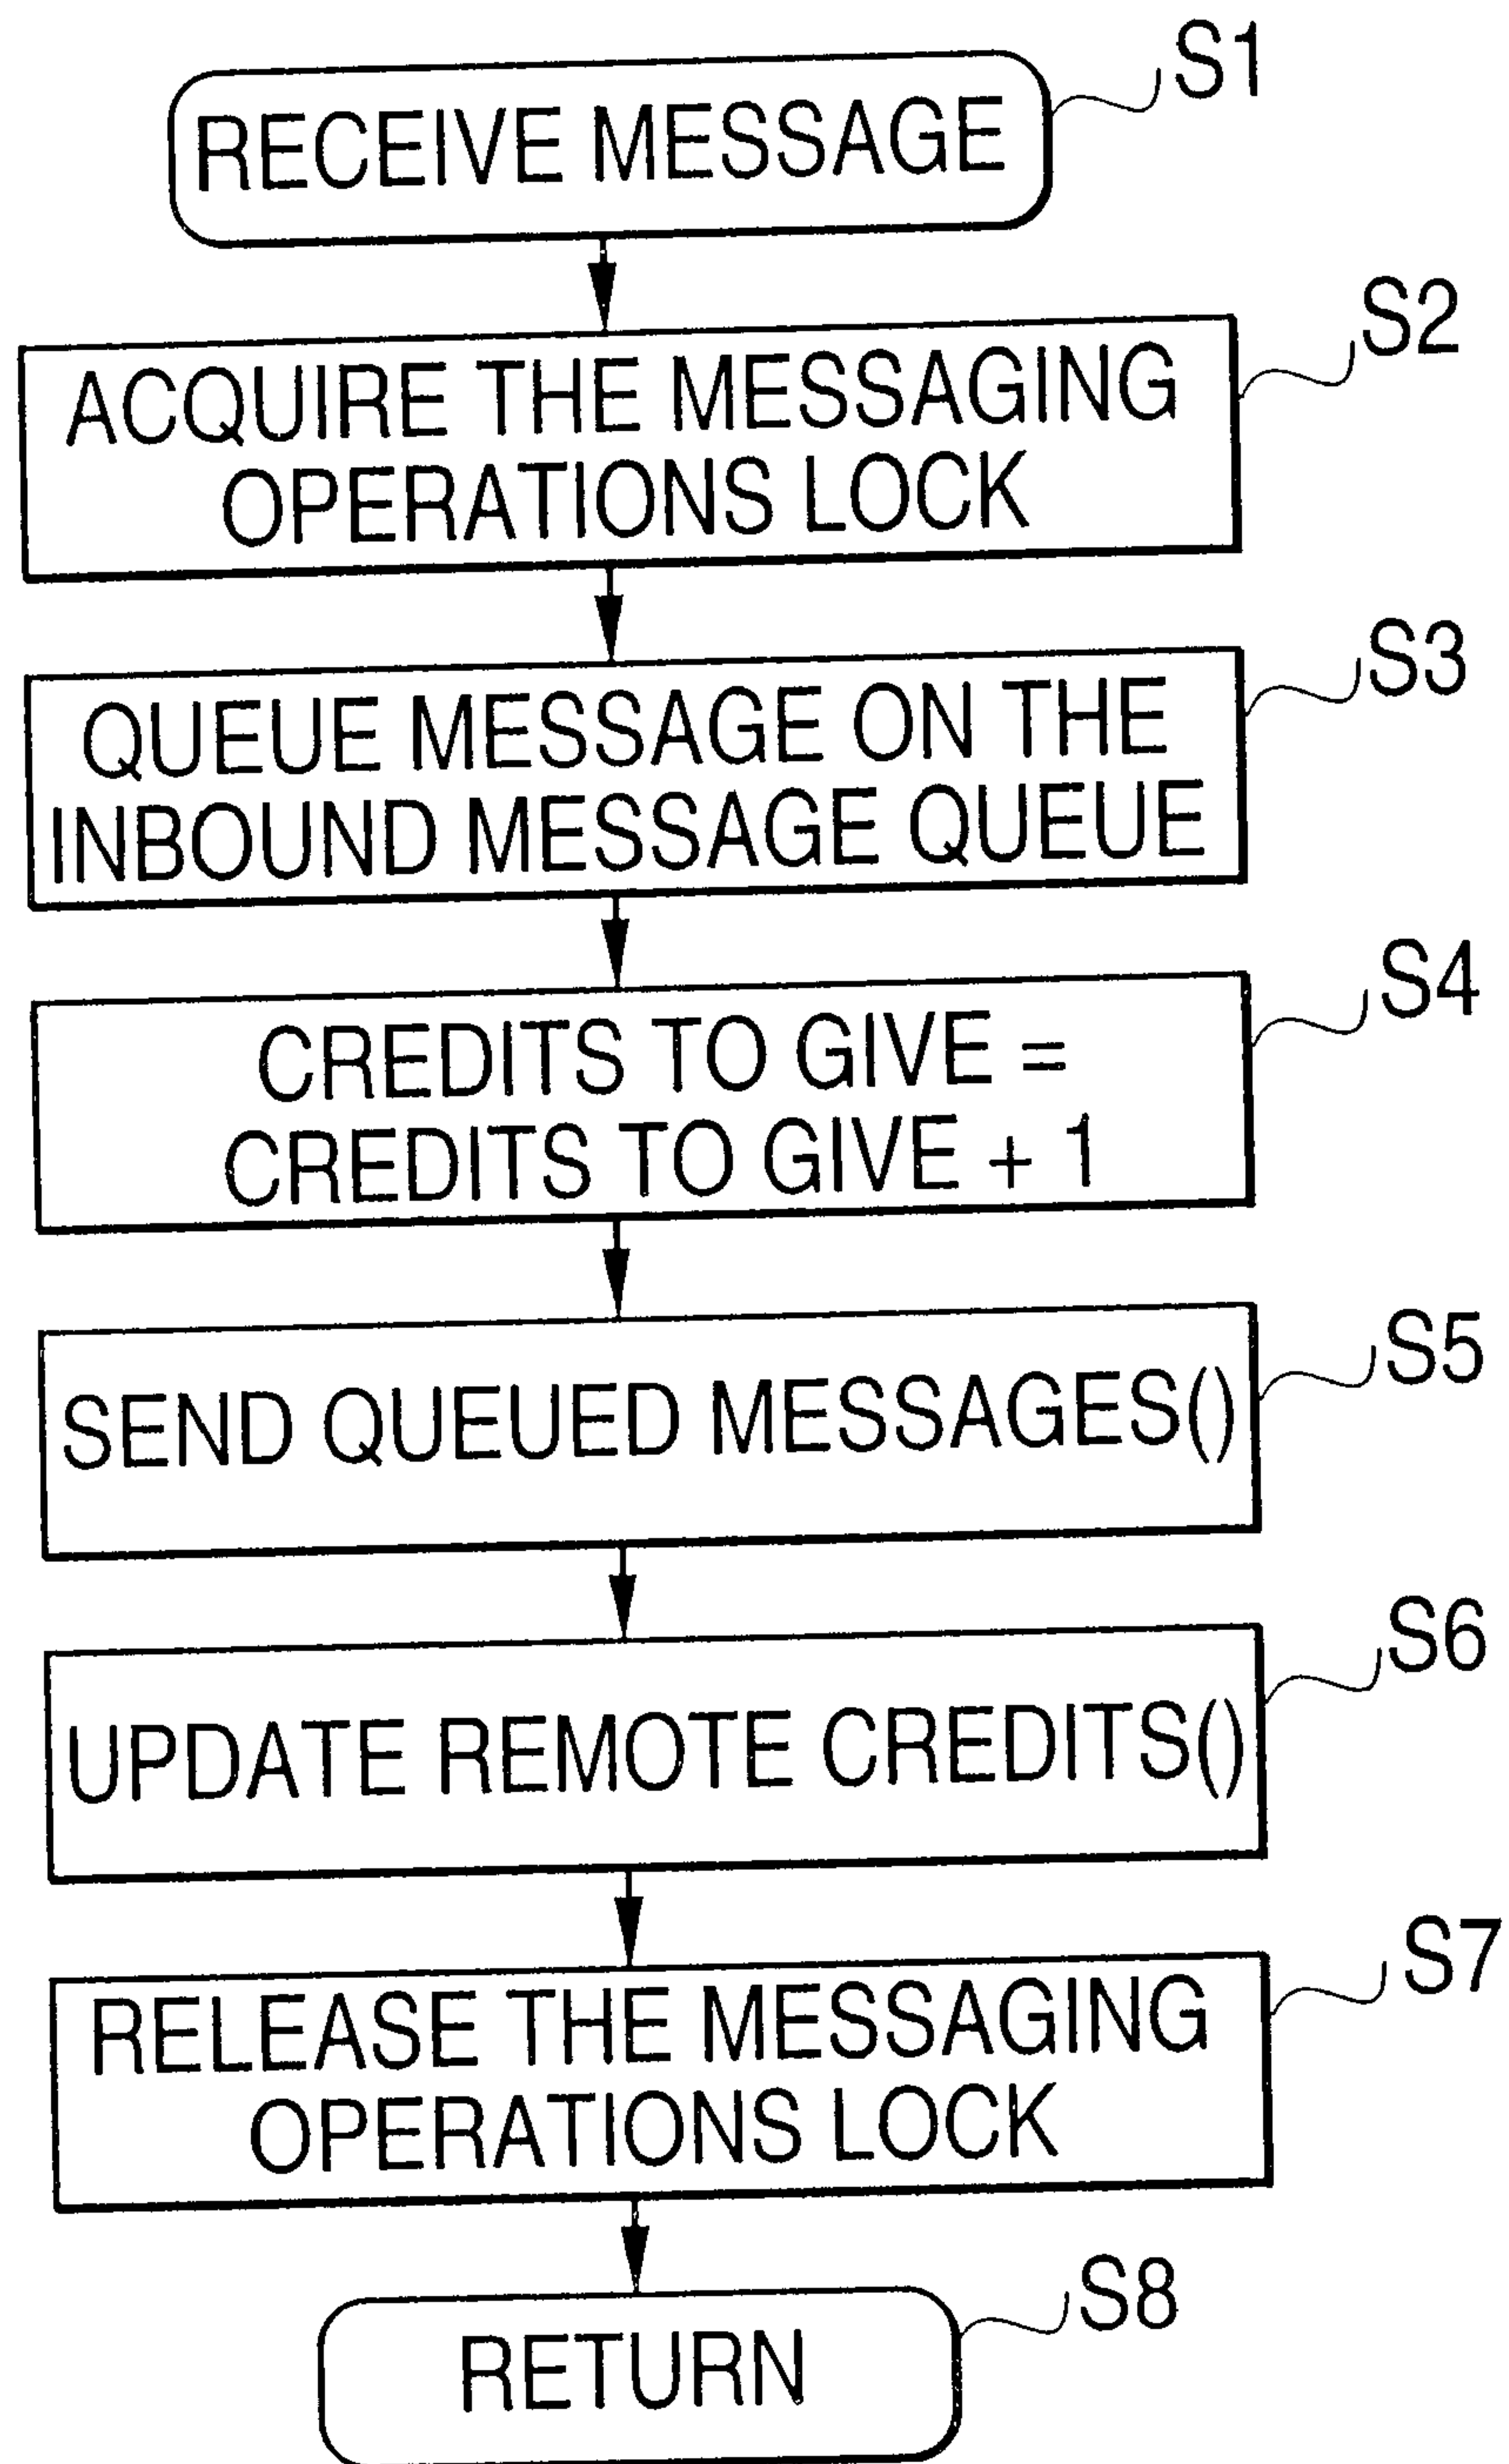 S1
RECEIVE MESSAGE
S2
ACQUIRE THE MESSAGING
OPERATIONS LOCK
S3
QUEUE MESSAGE ON THE
INBOUND MESSAGE QUEUE
S4
CREDITS TO GIVE =
CREDITS TO GIVE + 1
S5
SEND QUEUED MESSAGES()
S6
UPDATE REMOTE CREDITS()
S7
RELEASE THE MESSAGING
OPERATIONS LOCK
S8
RETURN